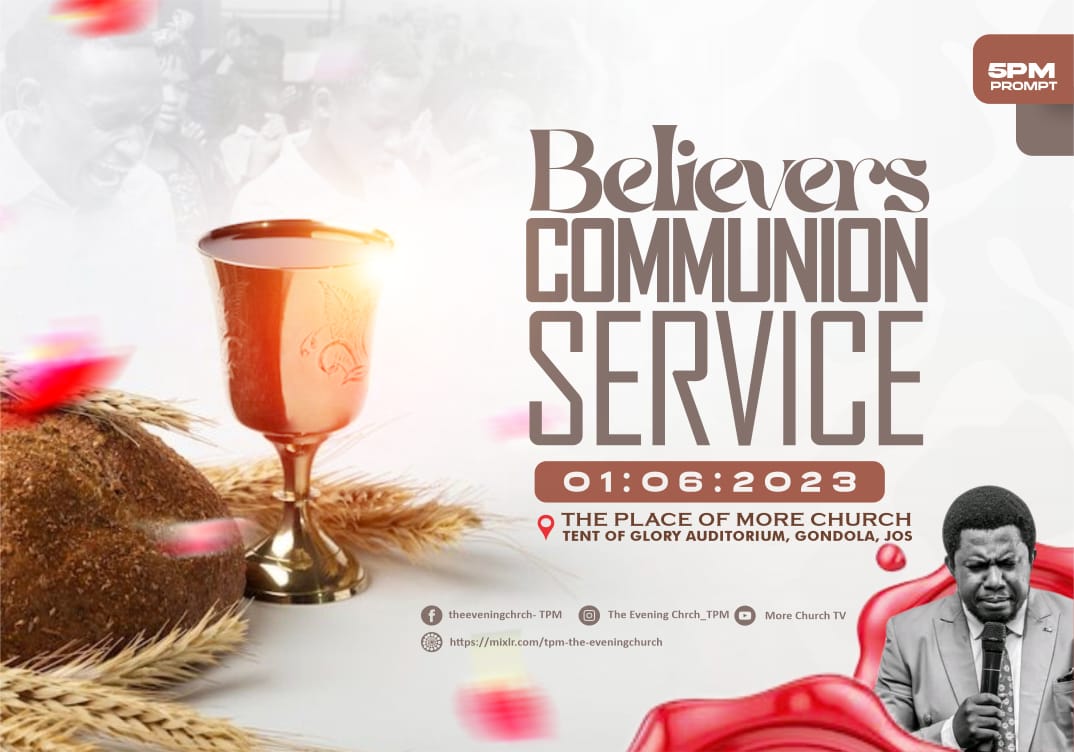 5PM
PROMPT
Believers
COMMUNION
SERVICE
01:06:2023
THE PLACE OF MORE CHURCH
TENT OF GLORY AUDITORIUM, GONDOLA, JOS
theeveningchrch- TPM The Evening Chrch_TPM More Church TV
https://mixlr.com/tpm-the-eveningchurch